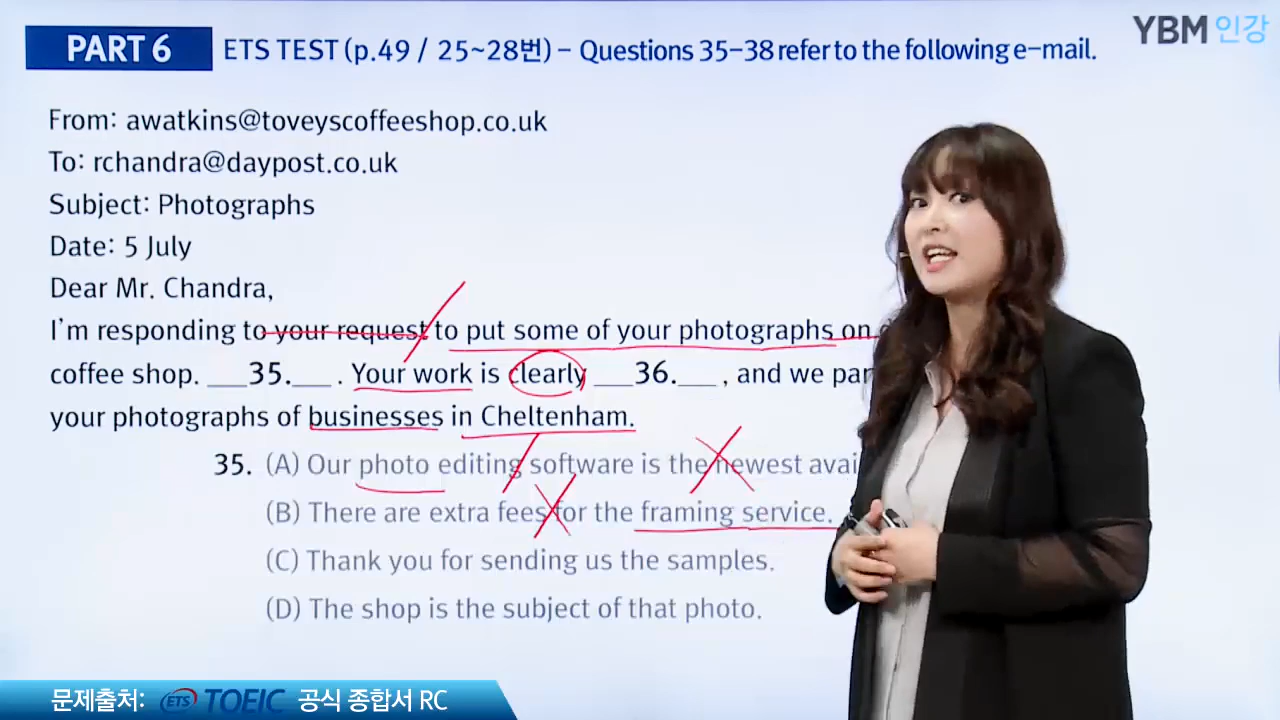 PART 6
ETS TEST (p.49 / 25~28번) - Questions 35-38 refer to the following e-mail.
YBM 인강
From: awatkins@toveyscoffeeshop.co.uk
To: rchandra@daypost.co.uk
Subject: Photographs
Date: 5 July
Dear Mr. Chandra,
I'm responding to your request to put some of your photographs on
coffee shop. ___35.___ . Your work is clearly ___36.___ , and we
your photographs of businesses in Cheltenham.
35. (A) Our photo editing software is the newest
(B) There are extra fees for the framing service.
(C) Thank you for sending us the samples.
(D) The shop is the subject of that photo.
문제출처: ETS TOEIC 공식 종합서 RC